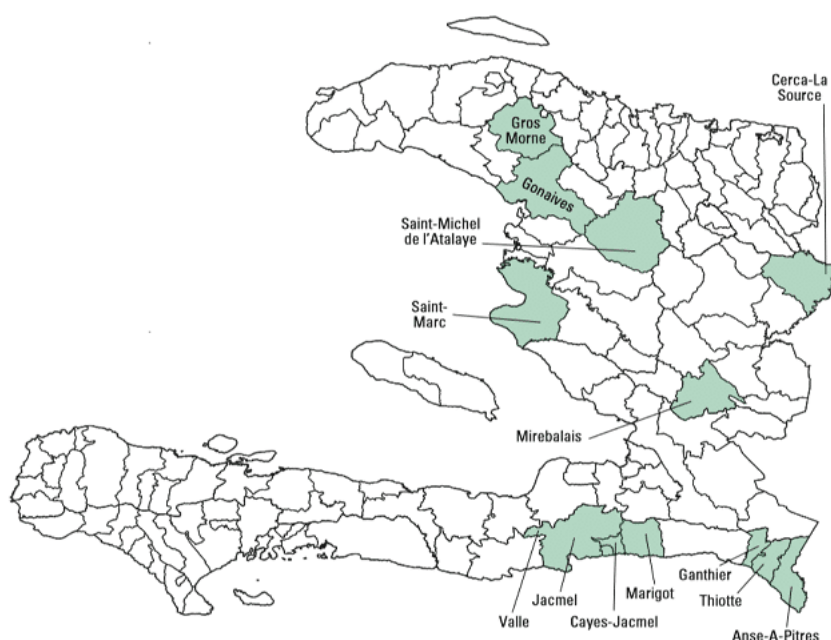 Cerca-La
Source
Gros
Morne
Gonaives
Saint-Michel
de l'Atalaye
Saint-
Marc
Mirebalais
Ganthier
Marigot
Thiotte
Jacmel
Valle
Cayes-Jacmel
Anse-A-Pitres